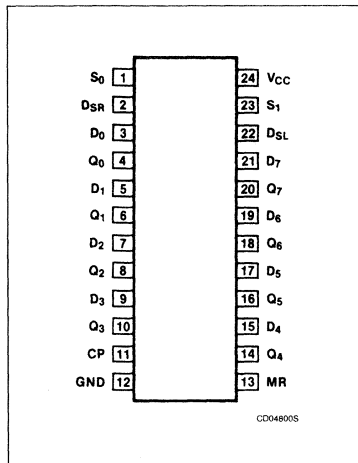 S0 1 24 VCC
DSR 2 23 S1
D0 3 22 DSL
Q0 4 21 D7
D1 5 20 Q7
Q1 6 19 D6
D2 7 18 Q6
Q2 8 17 D5
D3 9 16 Q5
Q3 10 15 D4
CP 11 14 Q4
GND 12 13 MR
CD04800S